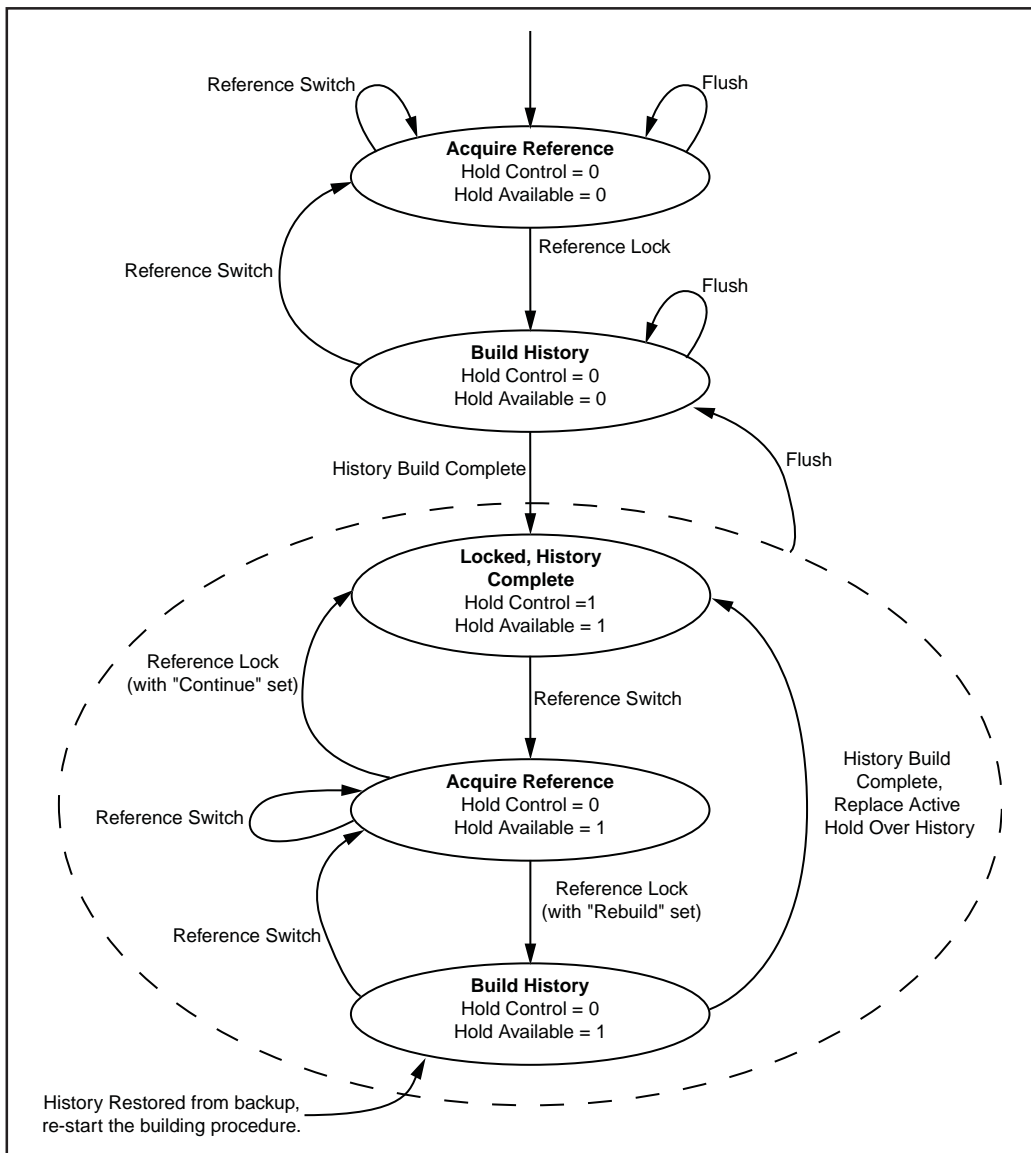 Reference Switch
Flush
Acquire Reference
Hold Control = 0
Hold Available = 0
Reference Switch
Reference Lock
Flush
Build History
Hold Control = 0
Hold Available = 0
History Build Complete
Flush
Locked, History
Complete
Hold Control =1
Hold Available = 1
Reference Lock
(with "Continue" set)
Reference Switch
Acquire Reference
Hold Control = 0
Hold Available = 1
Reference Switch
History Build
Complete,
Replace Active
Hold Over History
Reference Lock
(with "Rebuild" set)
Reference Switch
Build History
Hold Control = 0
Hold Available = 1
History Restored from backup,
re-start the building procedure.